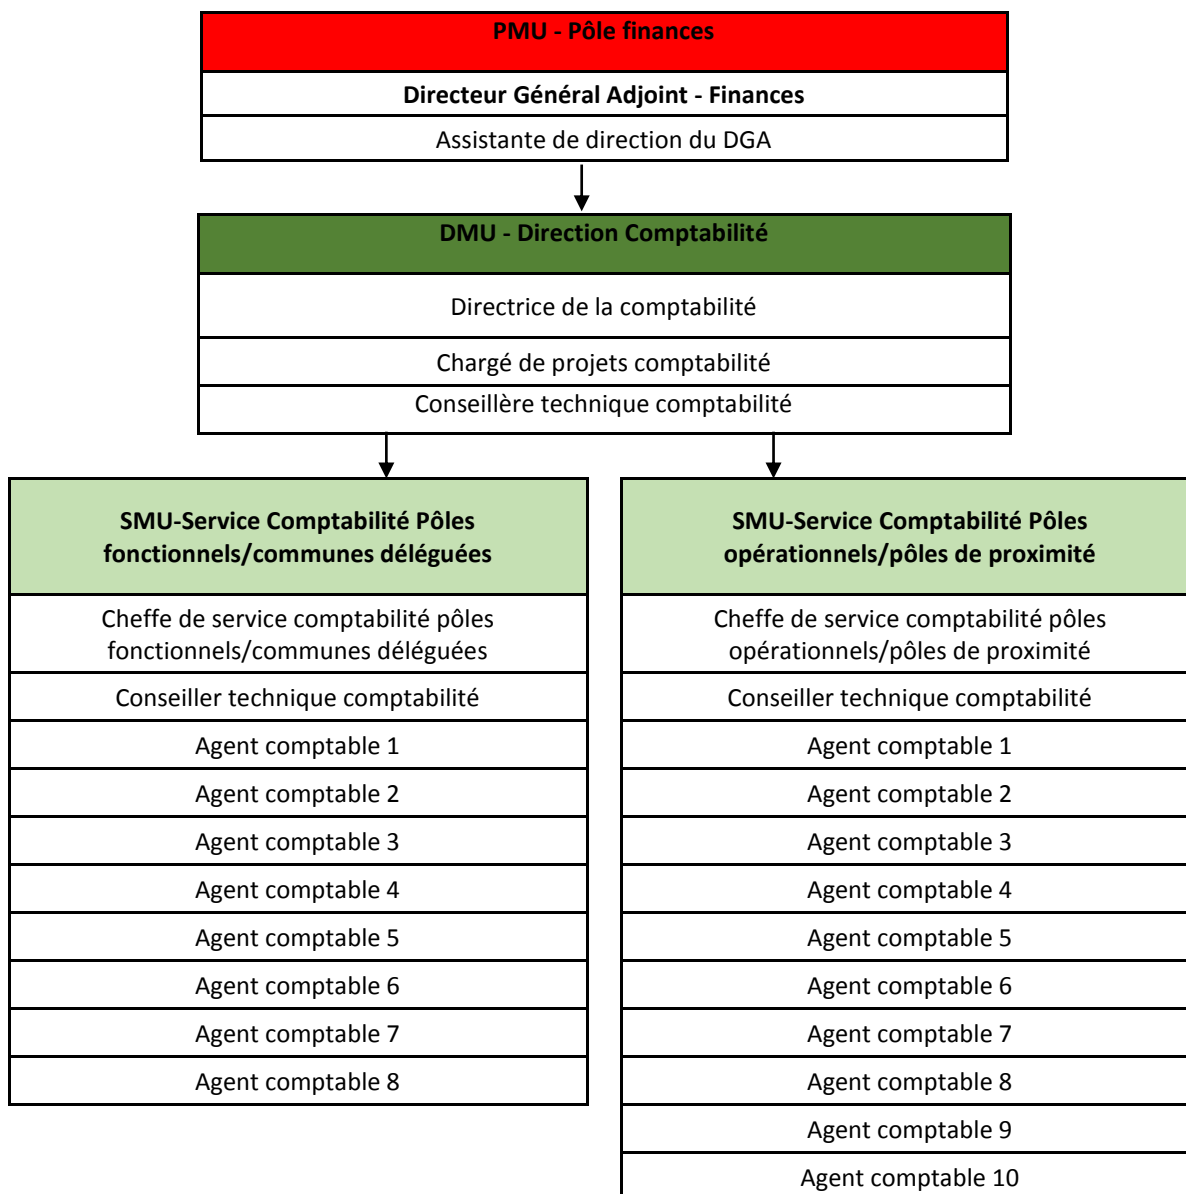 PMU - Pôle finances
Directeur Général Adjoint - Finances
Assistante de direction du DGA
DMU - Direction Comptabilité
Directrice de la comptabilité
Chargé de projets comptabilité
Conseillère technique comptabilité
SMU-Service Comptabilité Pôles
fonctionnels/communes déléguées
Cheffe de service comptabilité pôles
fonctionnels/communes déléguées
Conseiller technique comptabilité
Agent comptable 1
Agent comptable 2
Agent comptable 3
Agent comptable 4
Agent comptable 5
Agent comptable 6
Agent comptable 7
Agent comptable 8
SMU-Service Comptabilité Pôles
opérationnels/pôles de proximité
Cheffe de service comptabilité pôles
opérationnels/pôles de proximité
Conseiller technique comptabilité
Agent comptable 1
Agent comptable 2
Agent comptable 3
Agent comptable 4
Agent comptable 5
Agent comptable 6
Agent comptable 7
Agent comptable 8
Agent comptable 9
Agent comptable 10